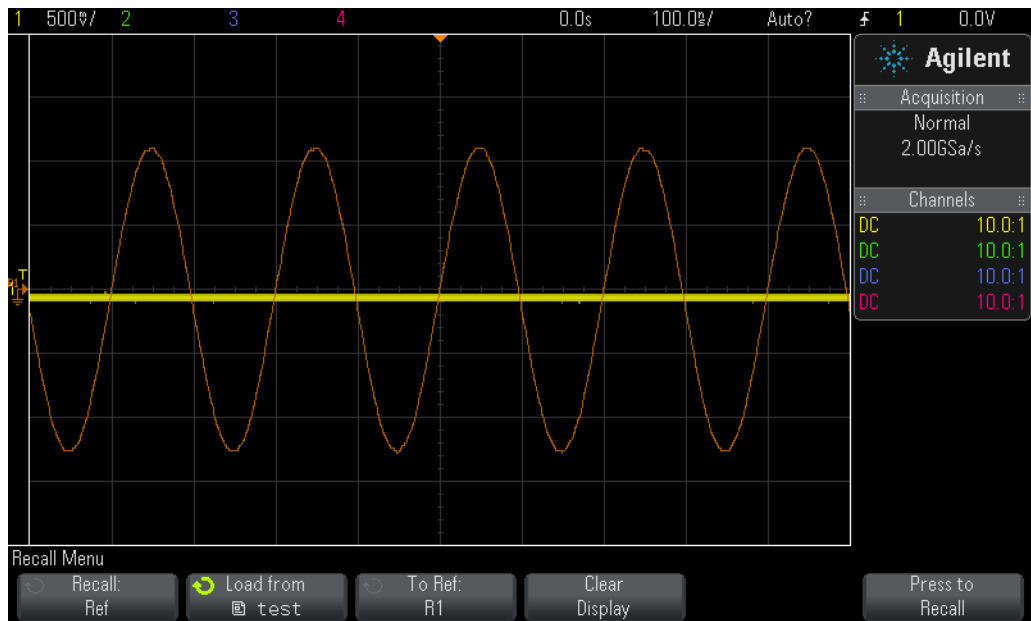 1 500mV/ 2 3 4 0.0s 100.0ns/ Auto? 1 0.0V
Agilent
Acquisition
Normal
2.00GSa/s
Channels
DC 10.0:1
DC 10.0:1
DC 10.0:1
DC 10.0:1
T
Recall Menu
Recall:
Ref
Load from
test
To Ref:
R1
Clear
Display
Press to
Recall